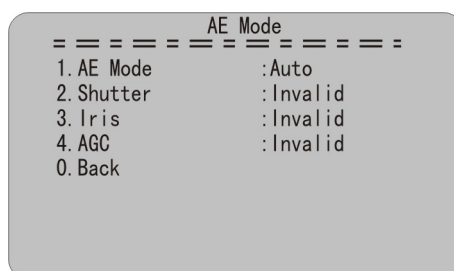 AE Mode
1. AE Mode :Auto
2. Shutter :Invalid
3. Iris :Invalid
4. AGC :Invalid
0. Back